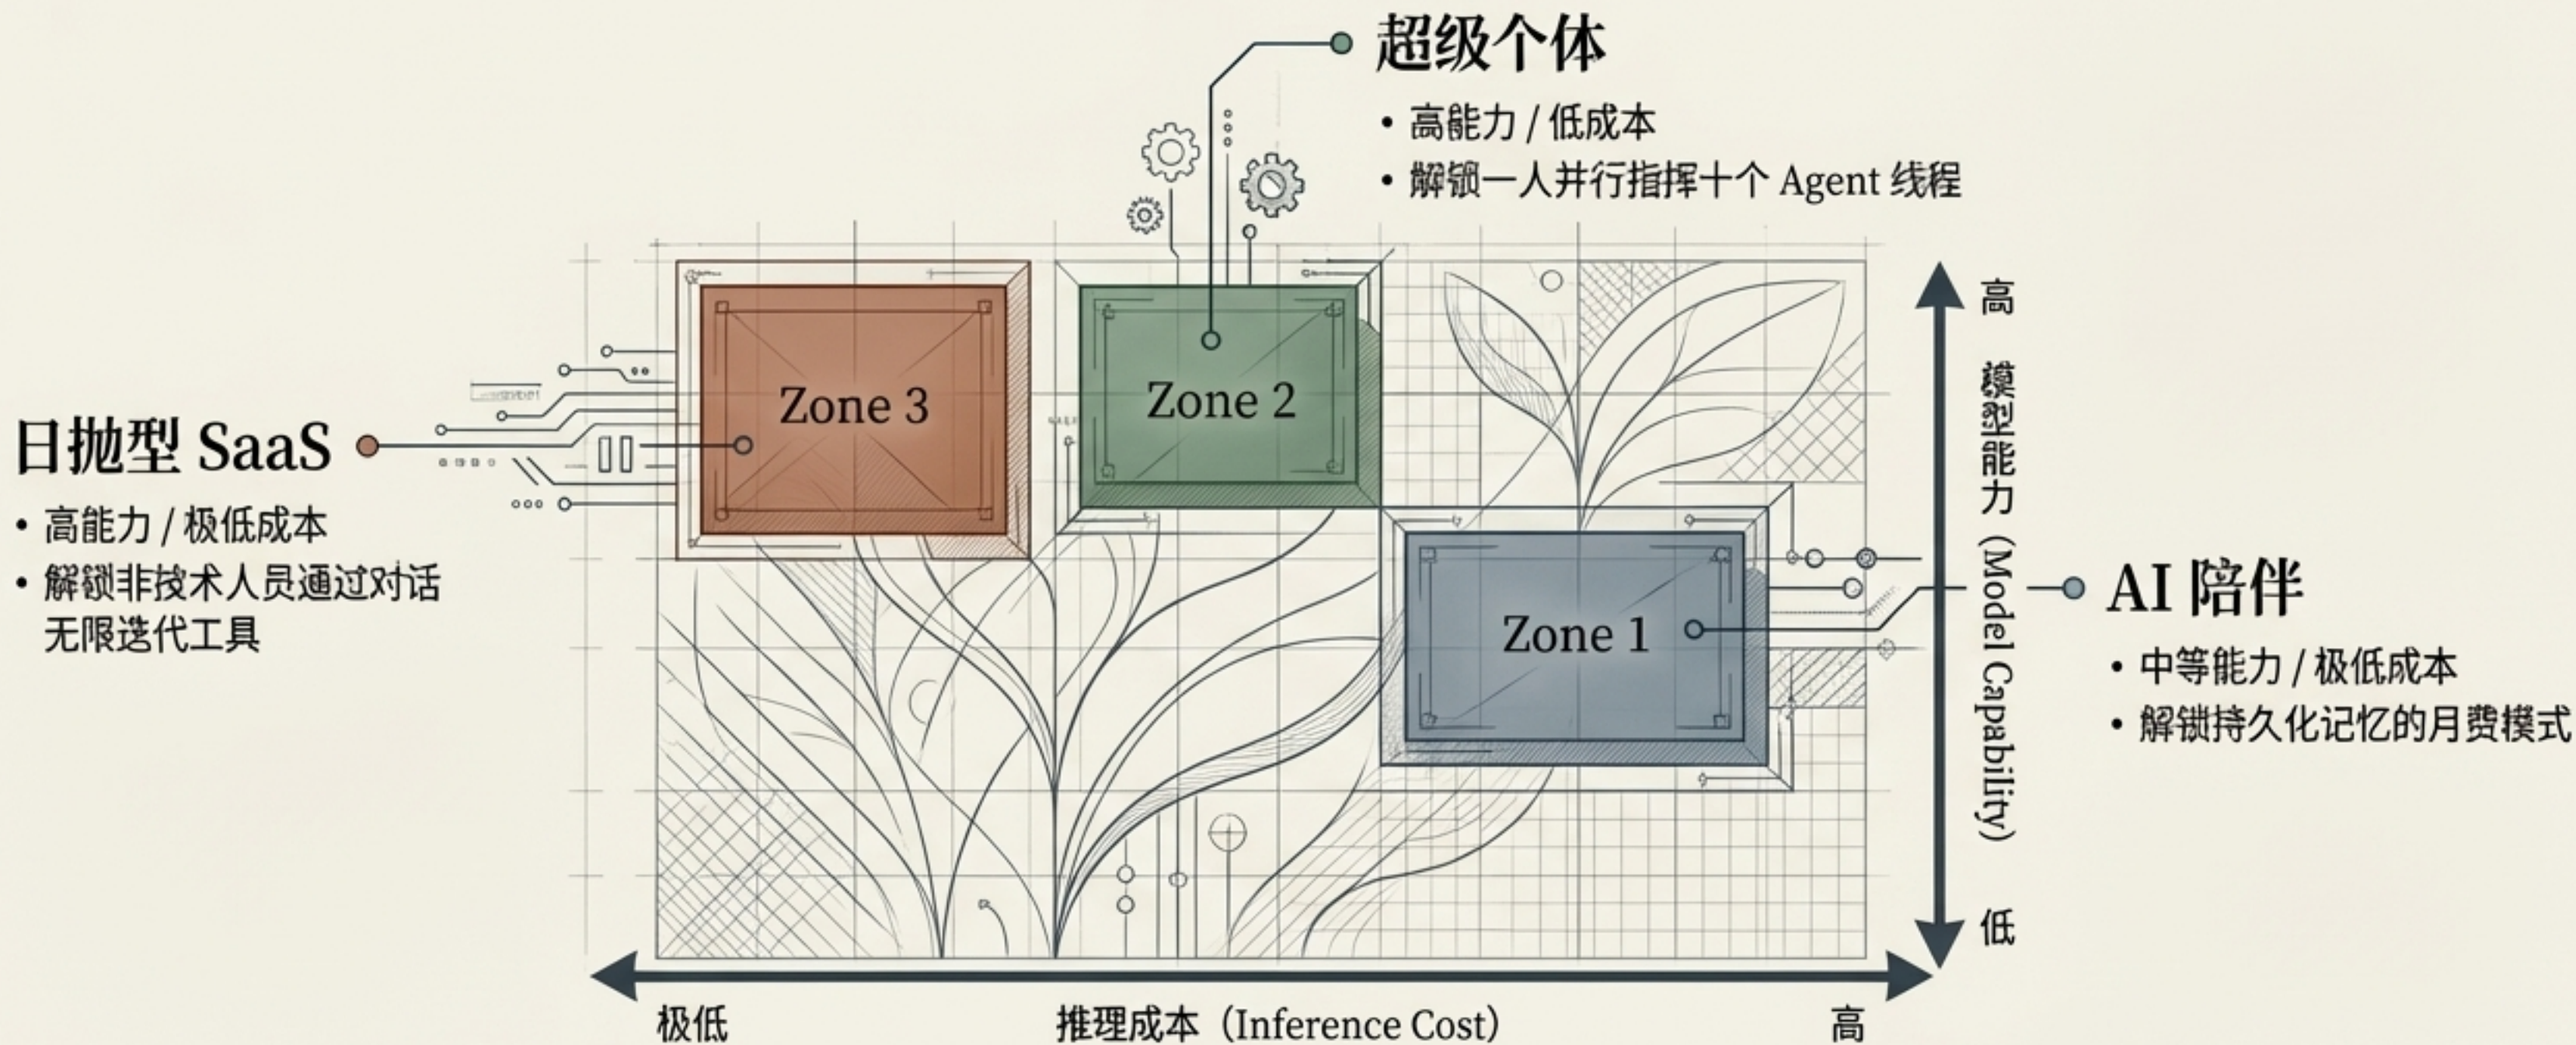 超级个体
• 高能力 / 低成本
• 解锁一人并行指挥十个 Agent 线程
Zone 3
Zone 2
Zone 1
日抛型 SaaS
• 高能力 / 极低成本
• 解锁非技术人员通过对话
无限迭代工具
AI 陪伴
• 中等能力 / 极低成本
• 解锁持久化记忆的月费模式
高
模型能力（Model Capability）
低
极低
推理成本（Inference Cost）
高